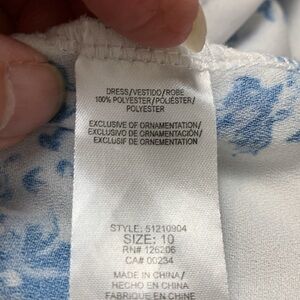 DRESS/VESTIDO/ROBE
100% POLYESTER/POLIÉSTER/
POLYESTER
EXCLUSIVE OF ORNAMENTATION/
EXCLUSIVO DE ORNAMENTACIÓN/
EXCLUSIF DE ORNEMENTATION
STYLE: 51210904
SIZE: 10
RN# 126206
CA# 00234
MADE IN CHINA/
HECHO EN CHINA
FABRIQUE EN CHINE